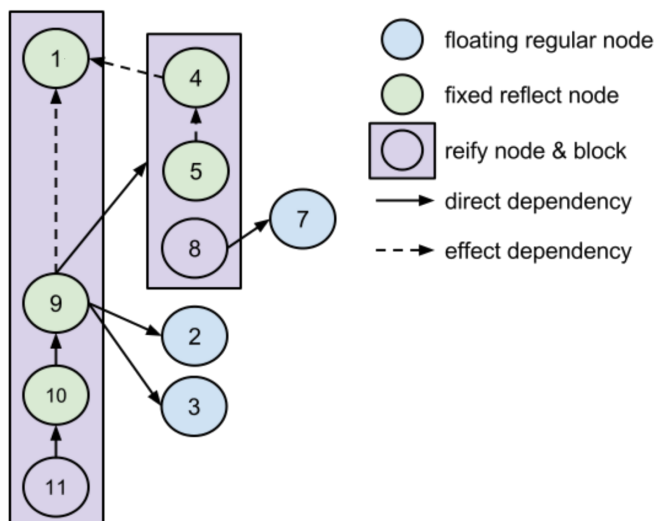 1
4
5
8
7
9
2
3
10
11
floating regular node
fixed reflect node
reify node & block
direct dependency
effect dependency